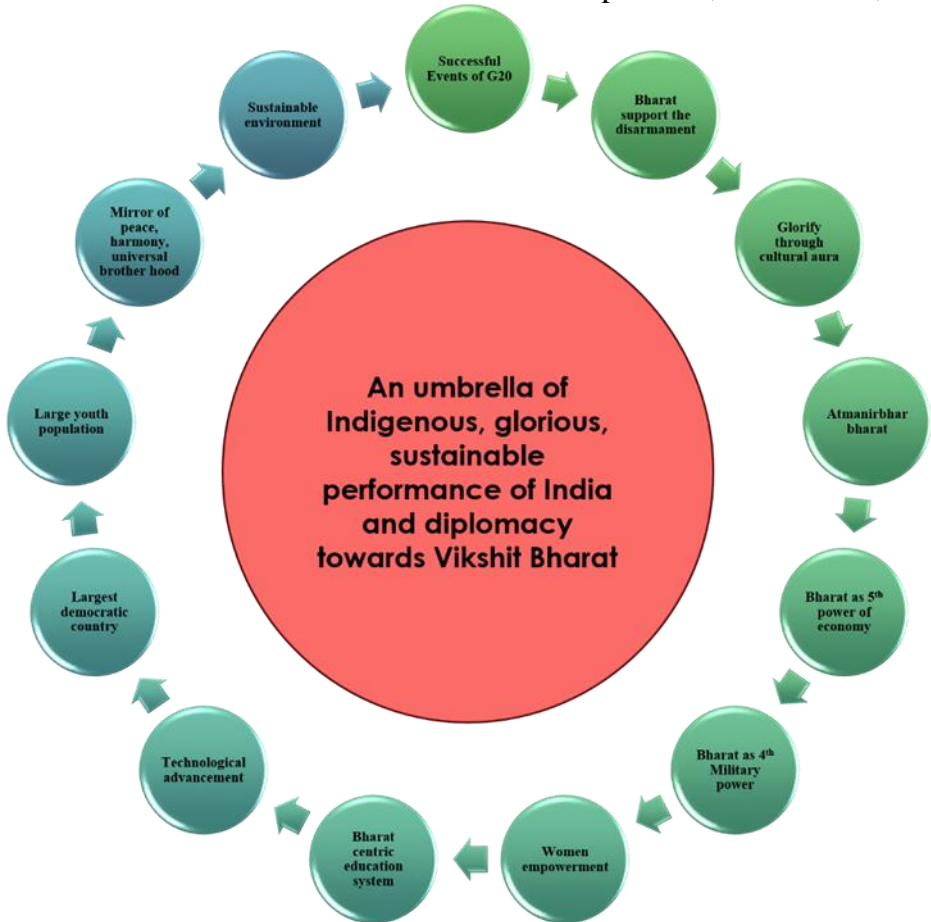 Successful
Events of G20
Bharat
support the
disarmament
Glorify
through
cultural aura
Atmanirbhar
bharat
Bharat as 5th
power of
economy
Bharat as 4th
Military
power
Women
empowerment
Bharat
centric
education
system
Technological
advancement
Largest
democratic
country
Large youth
population
Mirror of
peace,
harmony,
universal
brother hood
Sustainable
environment
An umbrella of
Indigenous, glorious,
sustainable
performance of India
and diplomacy
towards Vikshit Bharat